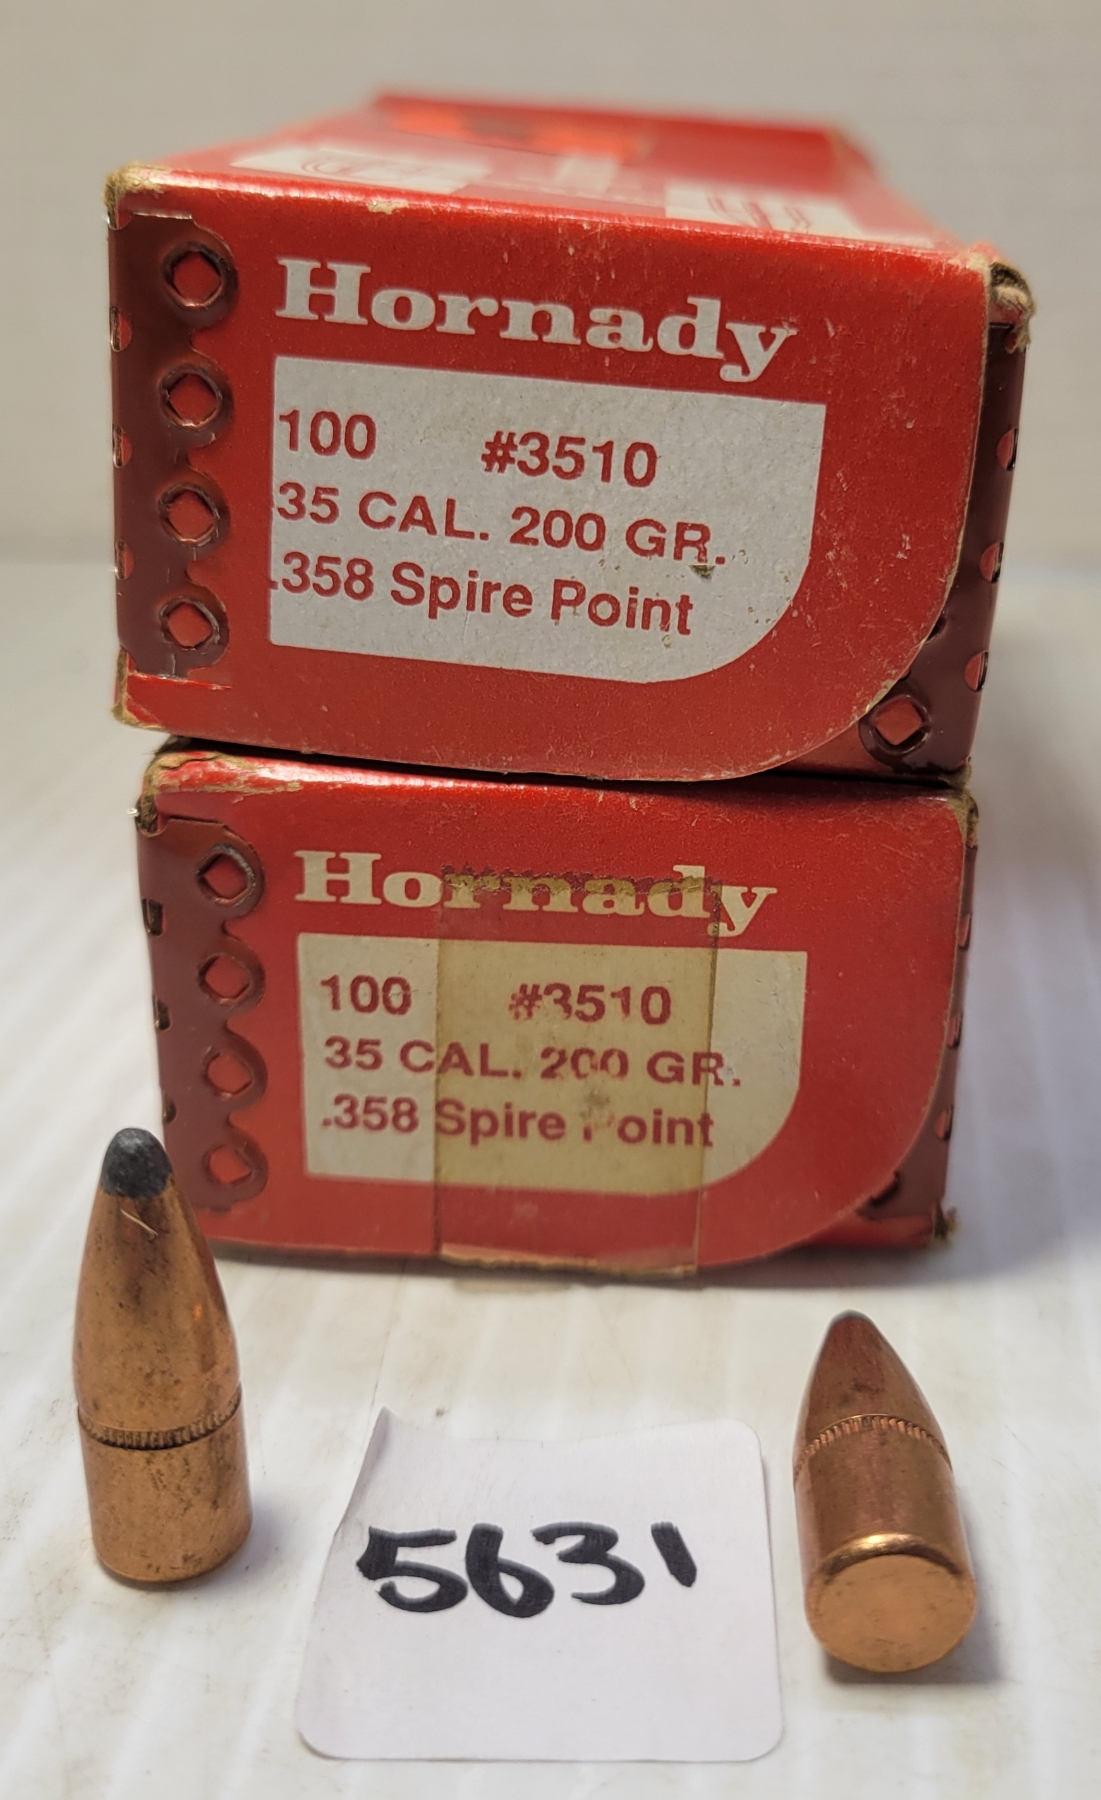 Hornady
100 #3510
.35 CAL. 200 GR.
.358 Spire Point
Hornady
100 #3510
35 CAL. 200 GR.
.358 Spire Point
5631